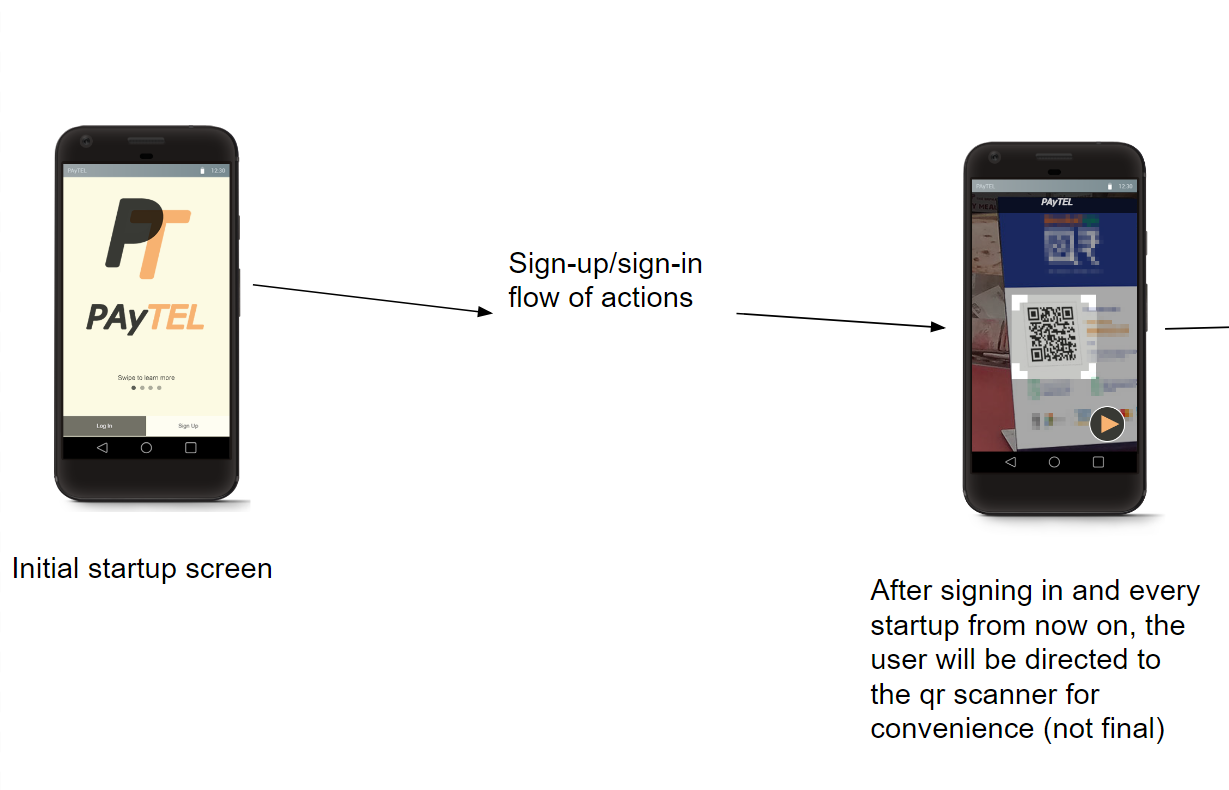 PAyTEL
12:30
PT
PAyTEL
Swipe to learn more
Log In
Sign Up
Initial startup screen
Sign-up/sign-in
flow of actions
PAyTEL
12:30
PAyTEL
After signing in and every
startup from now on, the
user will be directed to
the qr scanner for
convenience (not final)